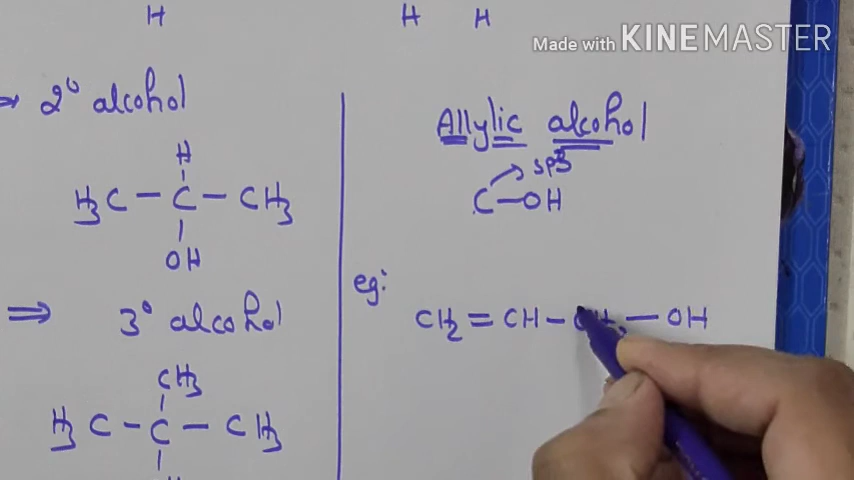 H
H H
Made with KINEMASTER
⇒ 2° alcohol
H
H3C – C – CH3
OH
⇒ 3° alcohol
CH3
H3C – C – CH3
Allylic alcohol
sp3
C – OH
eg:
CH2 = CH – CH2 – OH